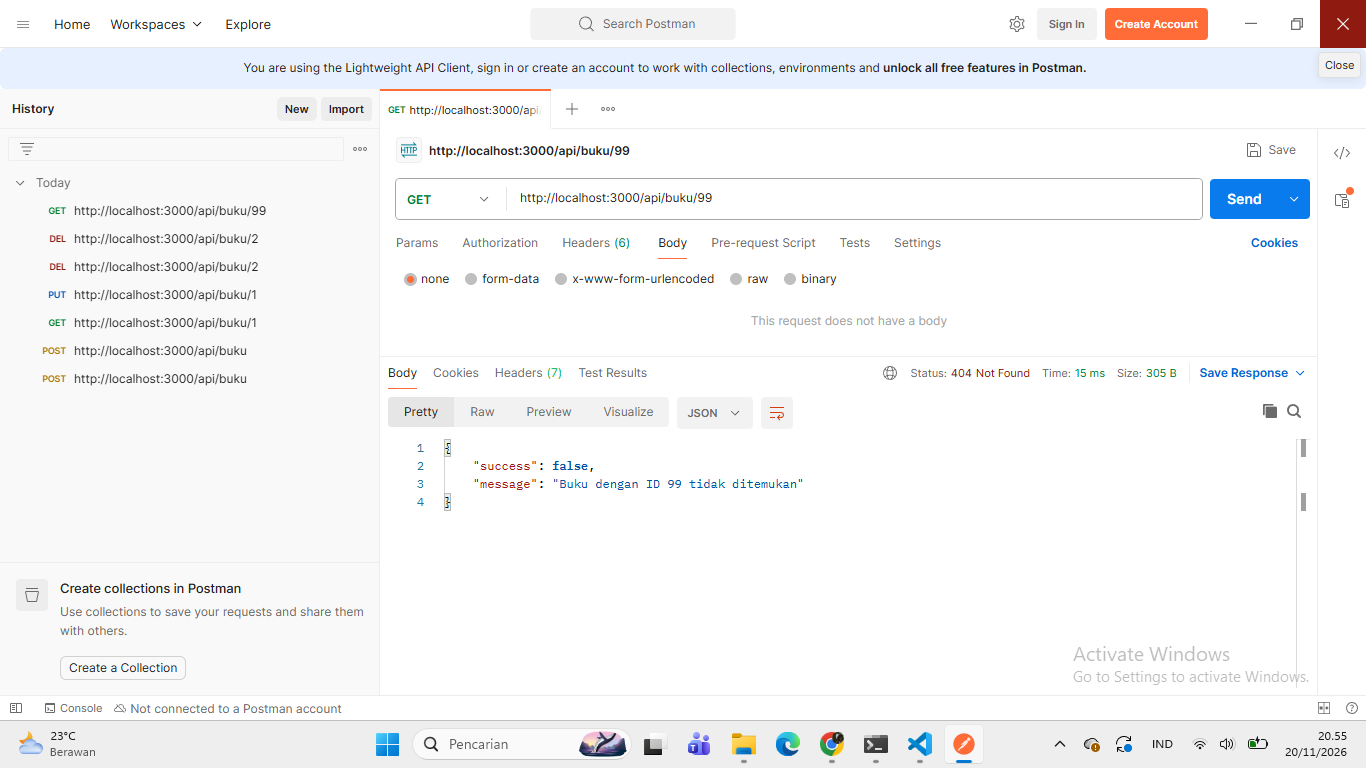 Home Workspaces Explore Search Postman Sign In Create Account
You are using the Lightweight API Client, sign in or create an account to work with collections, environments and unlock all free features in Postman.
Close
History New Import GET http://localhost:3000/api/
HTTP http://localhost:3000/api/buku/99 Save
Today
GET http://localhost:3000/api/buku/99
DEL http://localhost:3000/api/buku/2
DEL http://localhost:3000/api/buku/2
PUT http://localhost:3000/api/buku/1
GET http://localhost:3000/api/buku/1
POST http://localhost:3000/api/buku
POST http://localhost:3000/api/buku
Create collections in Postman
Use collections to save your requests and share them
with others.
Create a Collection
GET http://localhost:3000/api/buku/99 Send
Params Authorization Headers (6) Body Pre-request Script Tests Settings Cookies
none form-data x-www-form-urlencoded raw binary
This request does not have a body
Body Cookies Headers (7) Test Results Status: 404 Not Found Time: 15 ms Size: 305 B Save Response
Pretty Raw Preview Visualize JSON
1 {
2 "success": false,
3 "message": "Buku dengan ID 99 tidak ditemukan"
4 }
Activate Windows
Go to Settings to activate Windows.
Console Not connected to a Postman account
23°C
Berawan
Pencarian
IND
20.55
20/11/2026